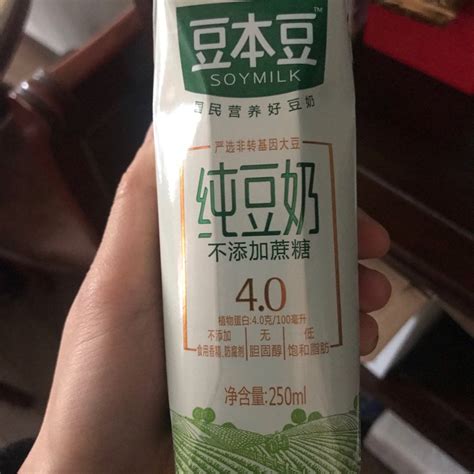 豆本豆
SOYMILK
国民营养好豆奶
严选非转基因大豆
纯豆奶
不添加蔗糖
4.0
植物蛋白:4.0克/100毫升
不添加 无 低
食用香精、防腐剂 胆固醇 饱和脂肪
净含量:250ml